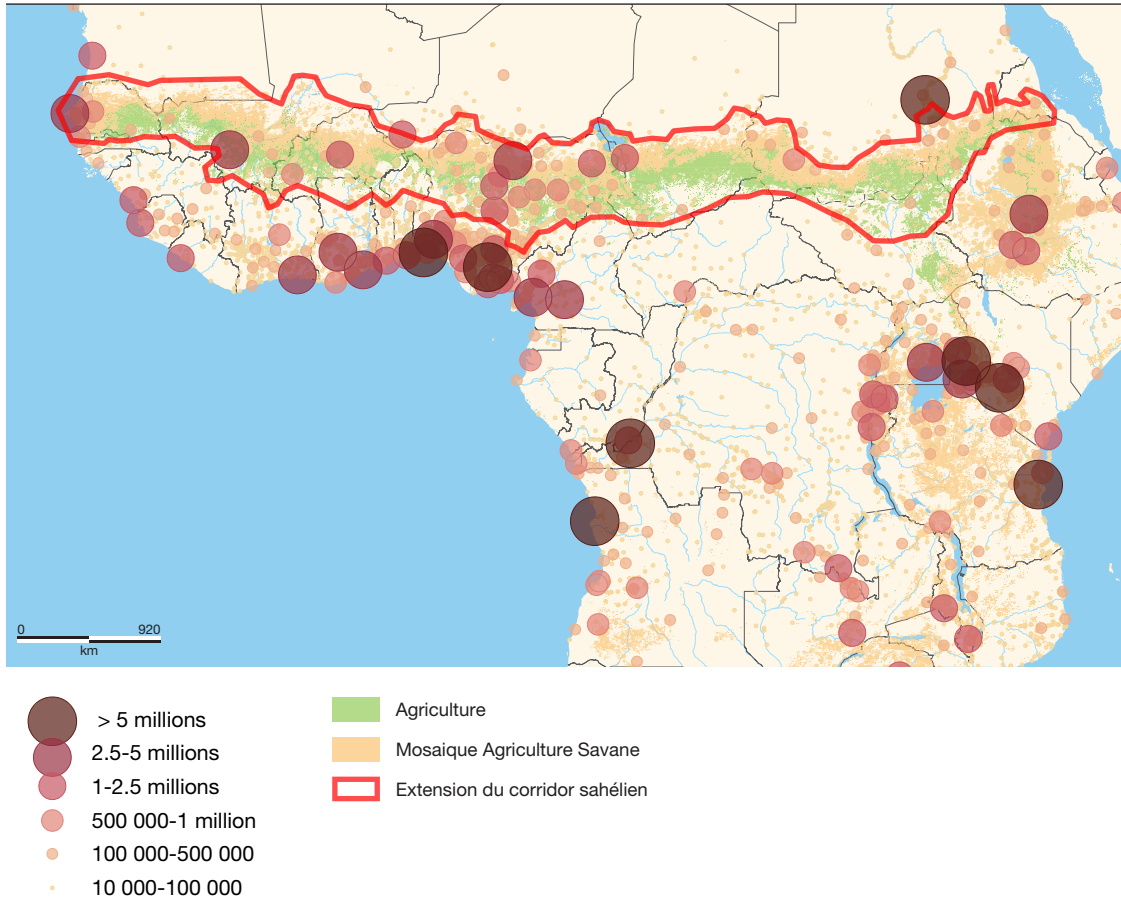 0 920
km
> 5 millions
2.5-5 millions
1-2.5 millions
500 000-1 million
100 000-500 000
10 000-100 000
Agriculture
Mosaique Agriculture Savane
Extension du corridor sahélien